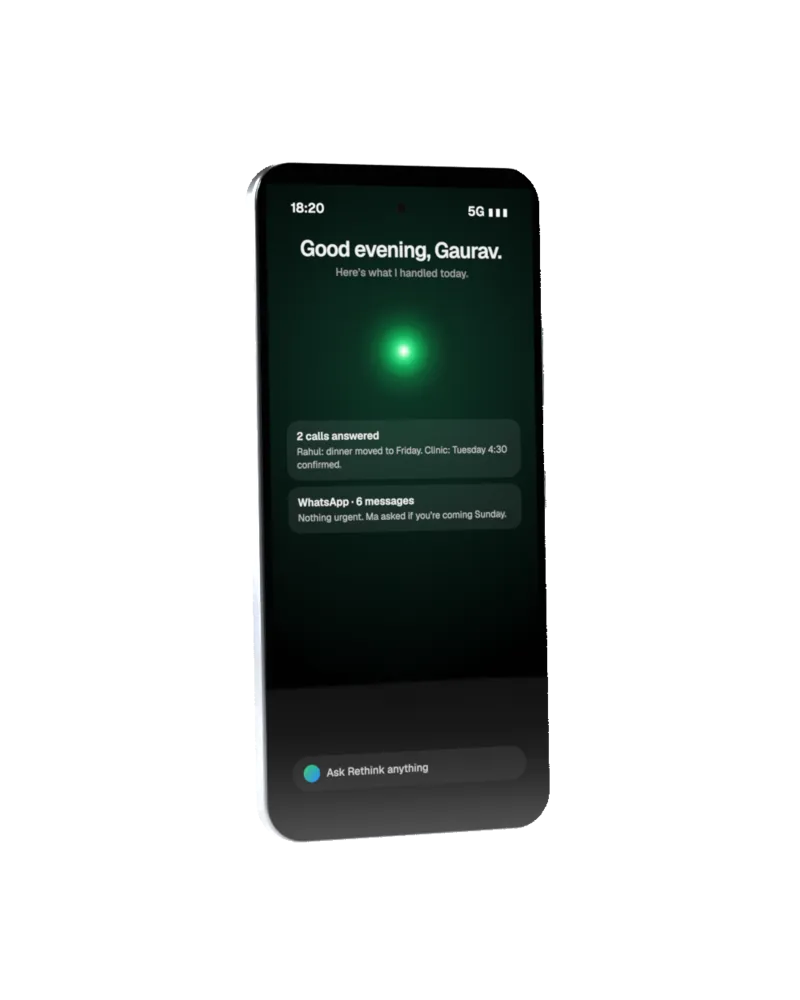 18:20
5G
Good evening, Gaurav.
Here's what I handled today.
2 calls answered
Rahul: dinner moved to Friday. Clinic: Tuesday 4:30
confirmed.
WhatsApp · 6 messages
Nothing urgent. Ma asked if you're coming Sunday.
Ask Rethink anything